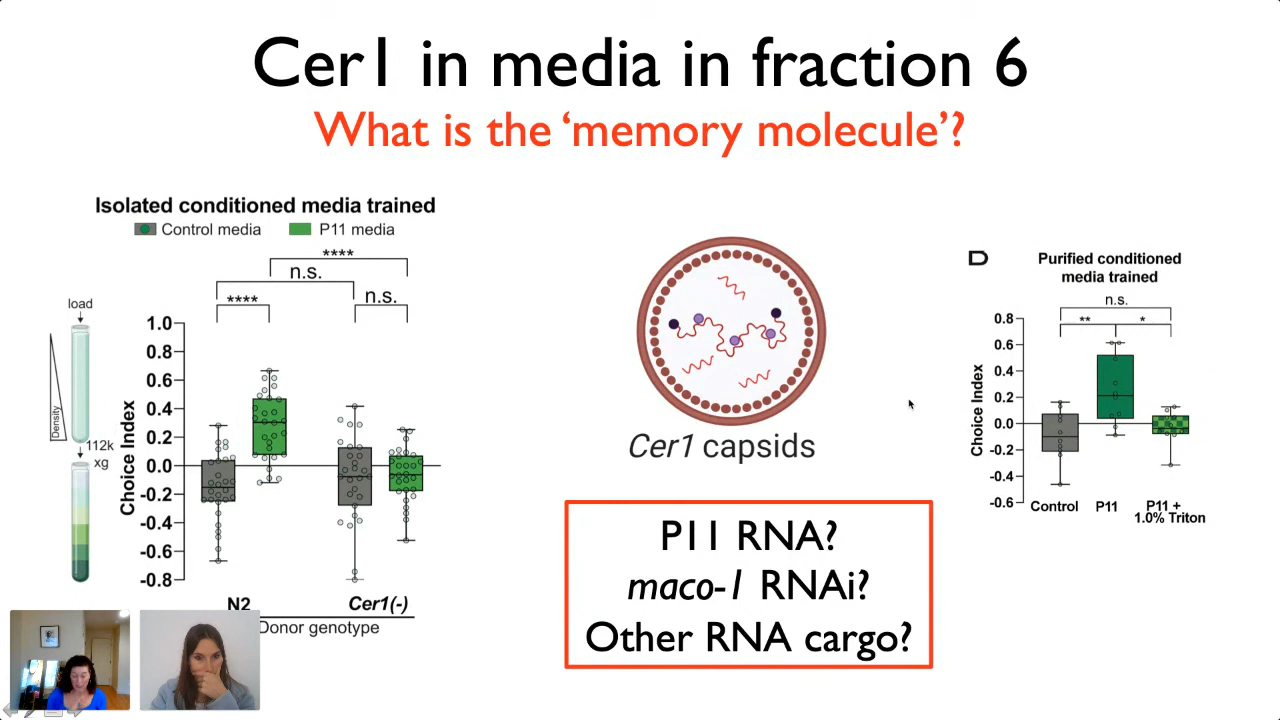 Cer1 in media in fraction 6
What is the ‘memory molecule’?
Isolated conditioned media trained
Control media P11 media
****
n.s.
****
n.s.
load
Density
112k
xg
Choice Index
1.0
0.8
0.6
0.4
0.2
0.0
-0.2
-0.4
-0.6
-0.8
N2 Cer1(-)
Donor genotype
Cer1 capsids
P11 RNA?
maco-1 RNAi?
Other RNA cargo?
D
Purified conditioned
media trained
n.s.
** *
Choice Index
0.8
0.6
0.4
0.2
0.0
-0.2
-0.4
-0.6
Control P11 P11 +
1.0% Triton